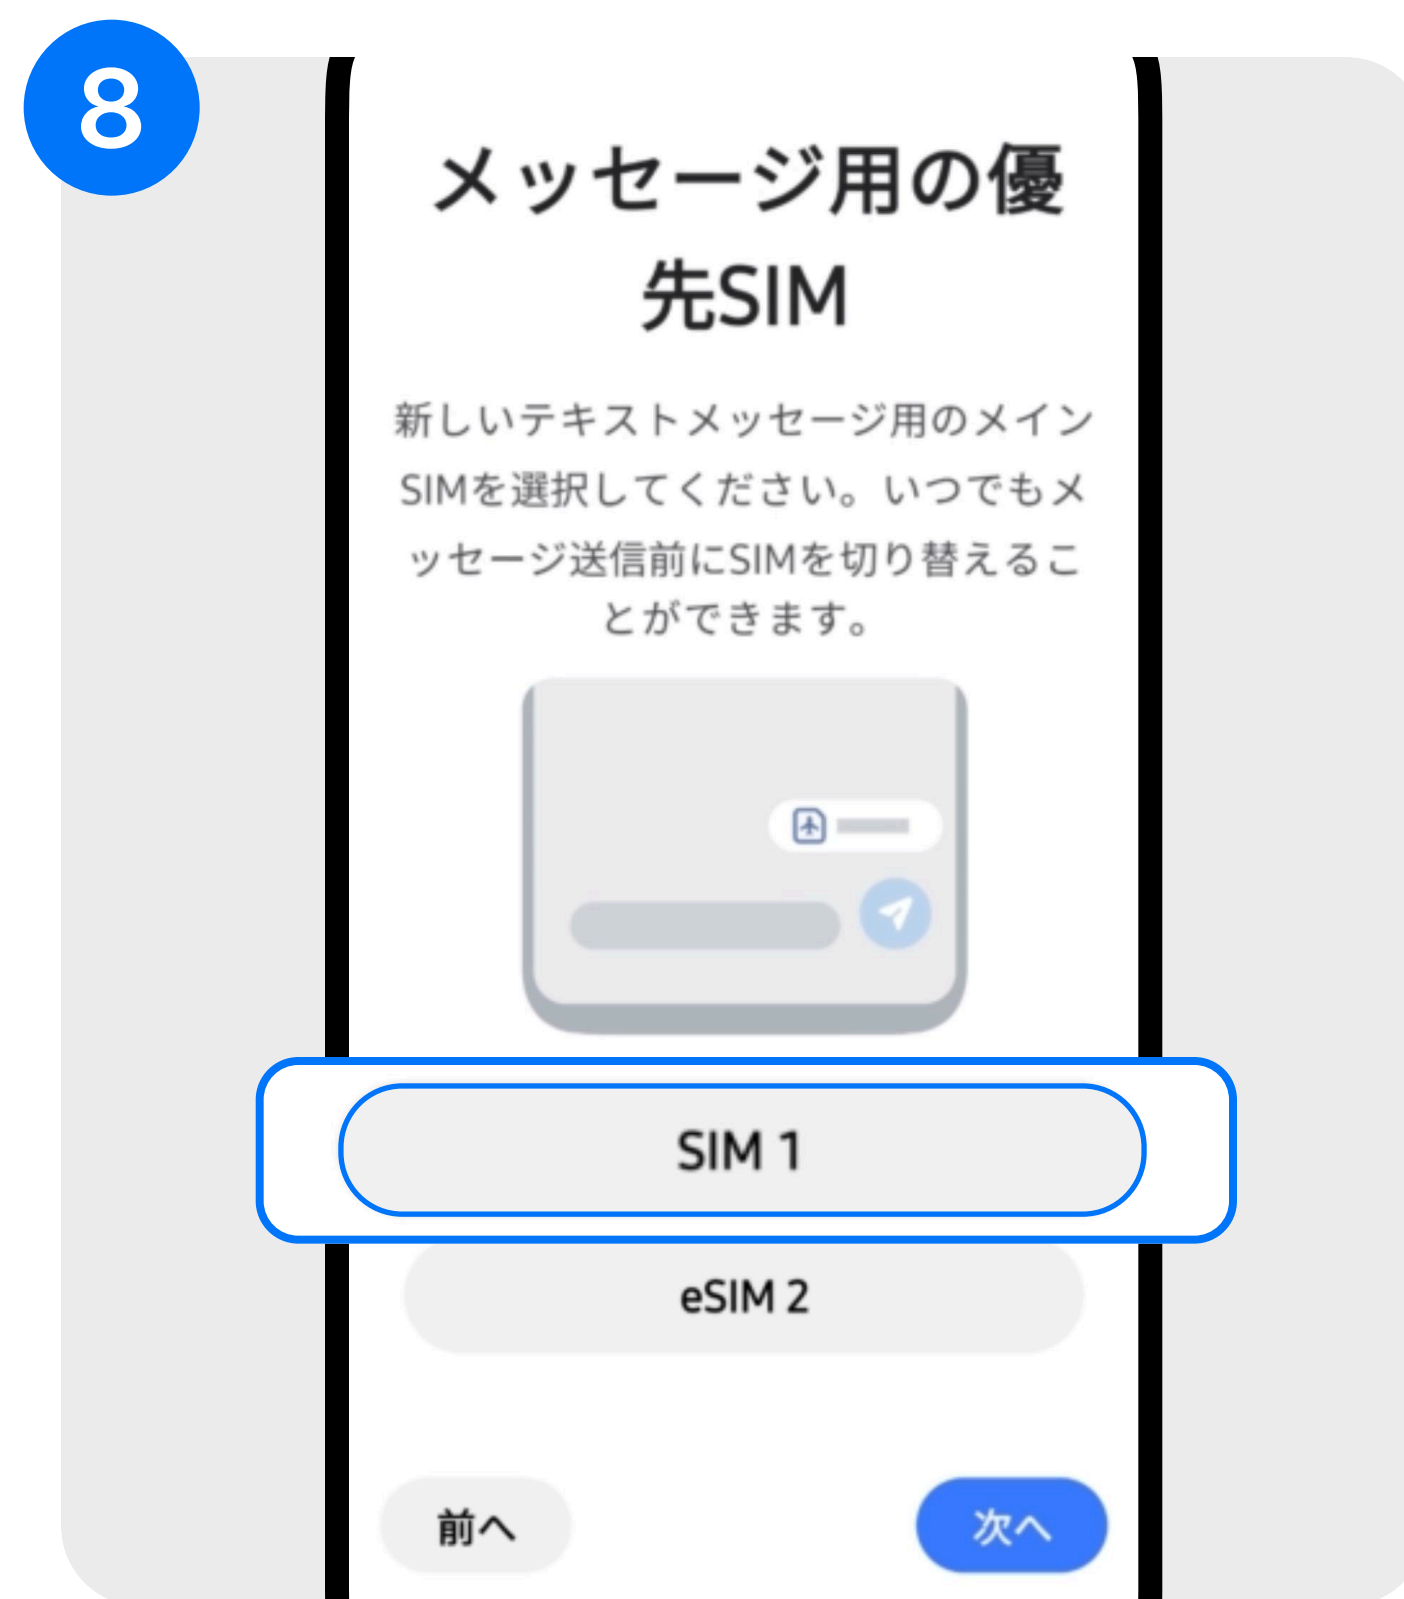 8
メッセージ用の優
先SIM
新しいテキストメッセージ用のメイン
SIMを選択してください。いつでもメ
ッセージ送信前にSIMを切り替えるこ
とができます。
SIM 1
eSIM 2
前へ
次へ